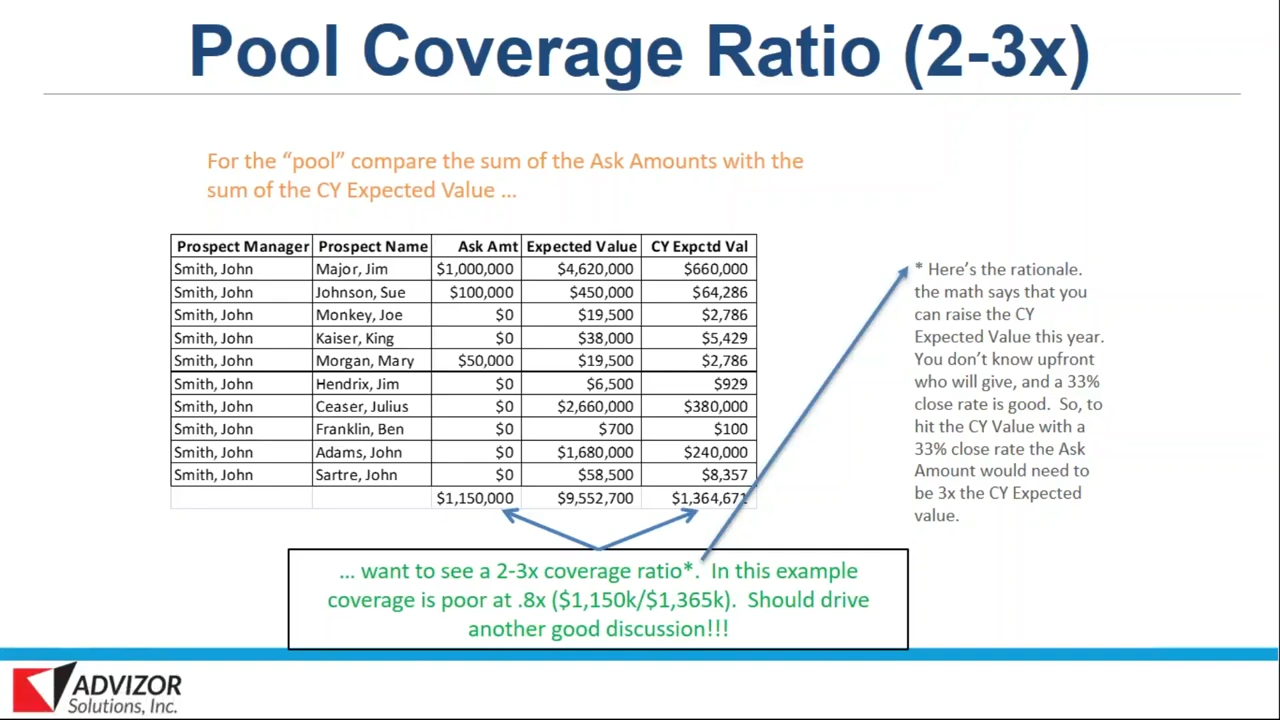 Pool Coverage Ratio (2-3x)
For the “pool” compare the sum of the Ask Amounts with the
sum of the CY Expected Value ...
Prospect Manager Prospect Name Ask Amt Expected Value CY Expctd Val
Smith, John Major, Jim $1,000,000 $4,620,000 $660,000
Smith, John Johnson, Sue $100,000 $450,000 $64,286
Smith, John Monkey, Joe $0 $19,500 $2,786
Smith, John Kaiser, King $0 $38,000 $5,429
Smith, John Morgan, Mary $50,000 $19,500 $2,786
Smith, John Hendrix, Jim $0 $6,500 $929
Smith, John Ceaser, Julius $0 $2,660,000 $380,000
Smith, John Franklin, Ben $0 $700 $100
Smith, John Adams, John $0 $1,680,000 $240,000
Smith, John Sartre, John $0 $58,500 $8,357
$1,150,000 $9,552,700 $1,364,671
* Here’s the rationale.
the math says that you
can raise the CY
Expected Value this year.
You don’t know upfront
who will give, and a 33%
close rate is good. So, to
hit the CY Value with a
33% close rate the Ask
Amount would need to
be 3x the CY Expected
value.
... want to see a 2-3x coverage ratio*. In this example
coverage is poor at .8x ($1,150k/$1,365k). Should drive
another good discussion!!!
ADVIZOR
Solutions, Inc.